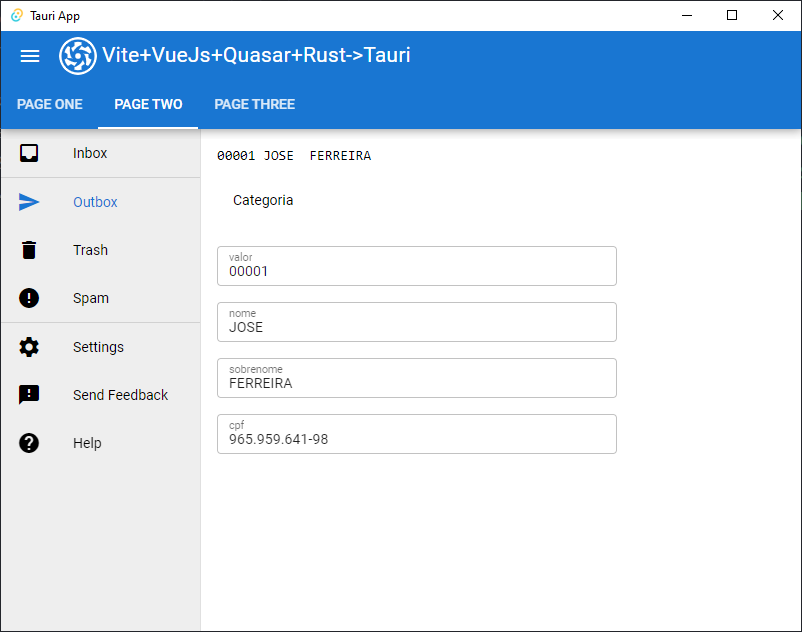 Tauri App
Vite+VueJs+Quasar+Rust->Tauri
PAGE ONE PAGE TWO PAGE THREE
Inbox
Outbox
Trash
Spam
Settings
Send Feedback
Help
00001 JOSE  FERREIRA
Categoria
valor
00001
nome
JOSE
sobrenome
FERREIRA
cpf
965.959.641-98